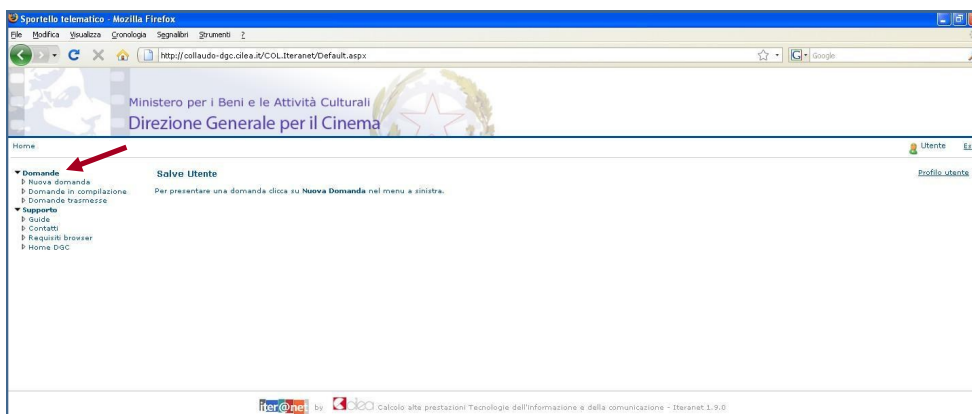 Sportello telematico - Mozilla Firefox
File Modifica Visualizza Cronologia Segnalibri Strumenti ?
http://collaudo-dgc.cilea.it/COL.Iteranet/Default.aspx
Google
Ministero per i Beni e le Attività Culturali
Direzione Generale per il Cinema
Home
Utente
Domande
Salve Utente
Profilo utente
Nuova domanda
Per presentare una domanda clicca su Nuova Domanda nel menu a sinistra.
Domande in compilazione
Domande trasmesse
Supporto
Guide
Contatti
Requisiti browser
Home DGC
iter@net by cilea Calcolo alte prestazioni Tecnologie dell'informazione e della comunicazione - Iteranet 1.9.0